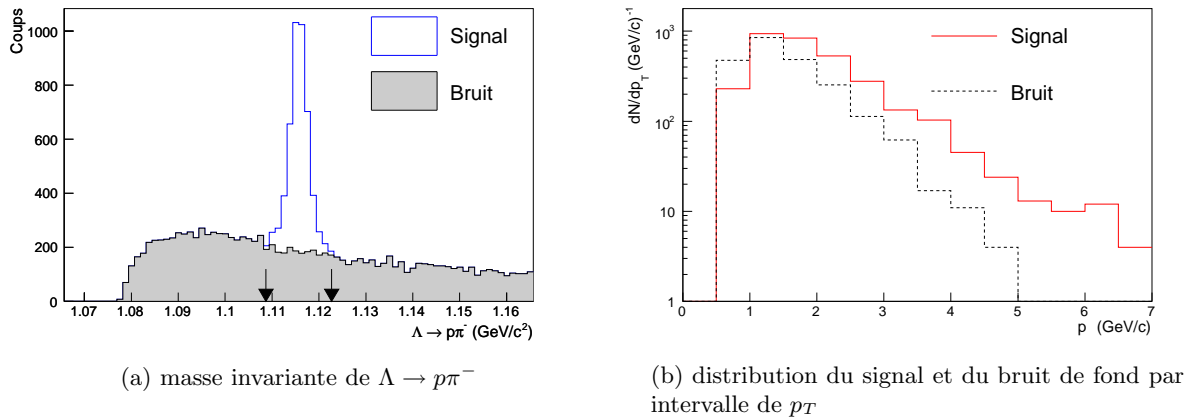 Coups
1000
800
600
400
200
0
Signal
Bruit
1.07 1.08 1.09 1.1 1.11 1.12 1.13 1.14 1.15 1.16
Λ → pπ⁻ (GeV/c²)
(a) masse invariante de Λ → pπ⁻
dN/dp_T (GeV/c)⁻¹
10³
10²
10
1
Signal
Bruit
0 1 2 3 4 5 6 7
p (GeV/c)
(b) distribution du signal et du bruit de fond par
intervalle de p_T